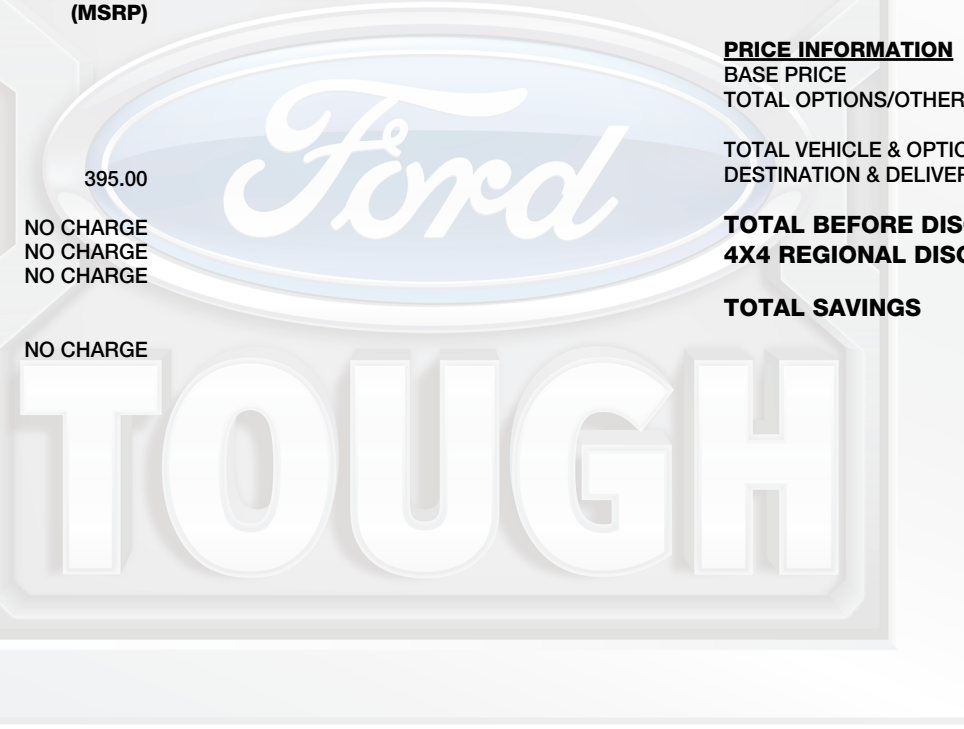 (MSRP)
395.00
NO CHARGE
NO CHARGE
NO CHARGE
NO CHARGE
PRICE INFORMATION
BASE PRICE
TOTAL OPTIONS/OTHER
TOTAL VEHICLE & OPTIO
DESTINATION & DELIVER
TOTAL BEFORE DIS
4X4 REGIONAL DISC
TOTAL SAVINGS
Ford
TOUGH